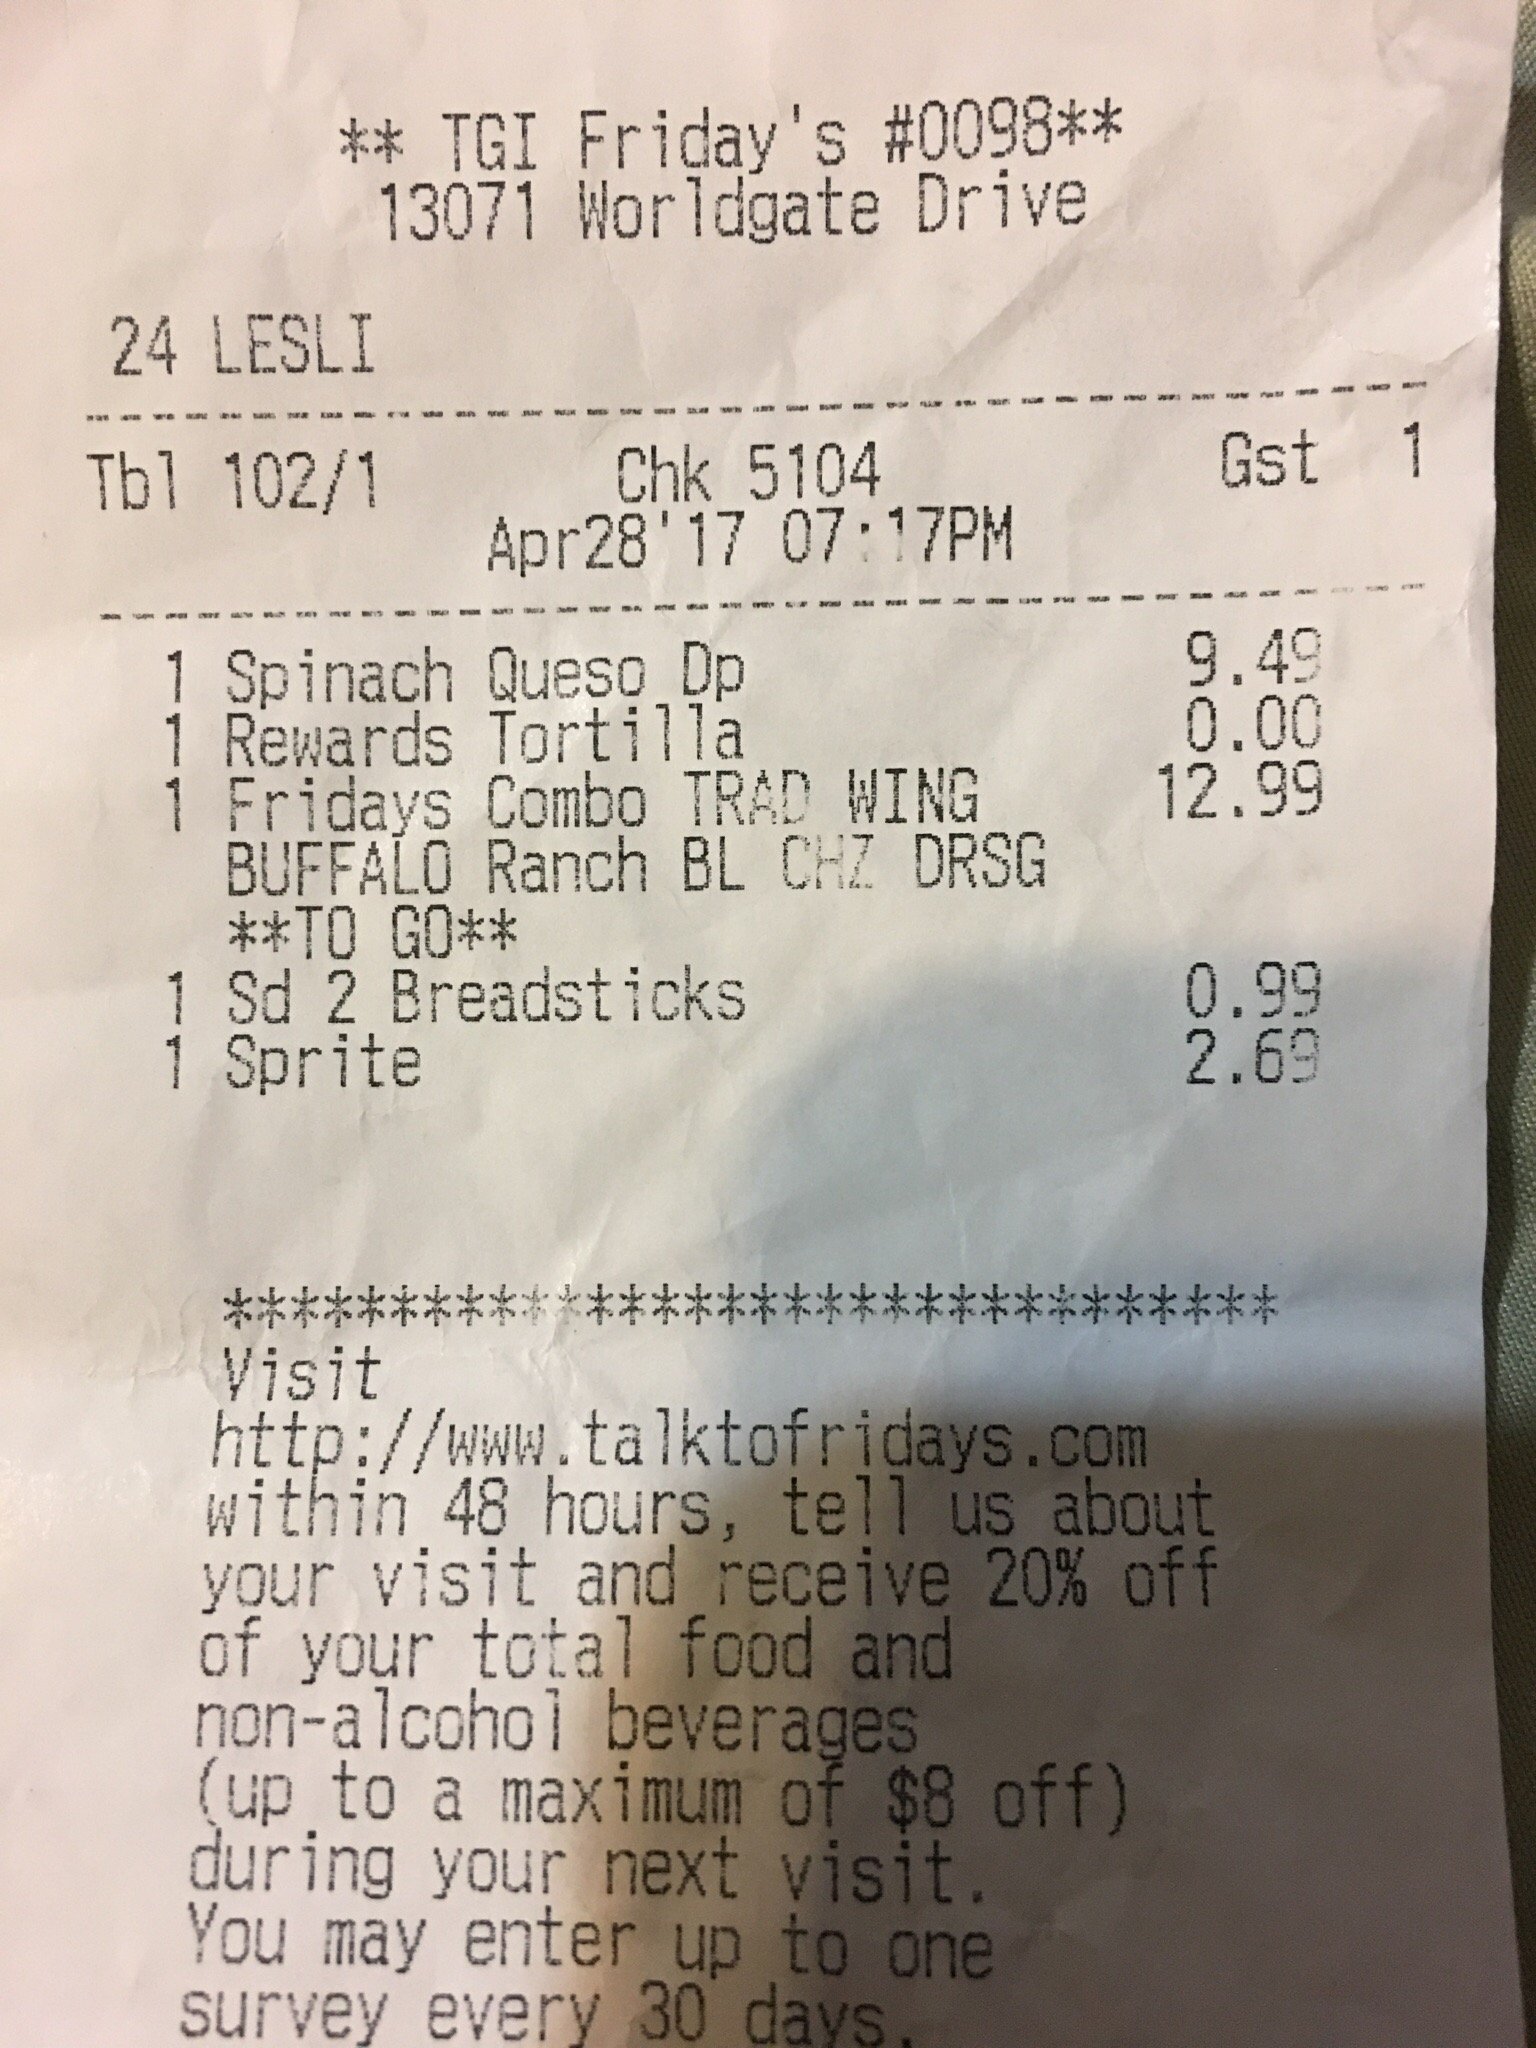 ** TGI Friday's #0098**
13071 Worldgate Drive
24 LESLI
Tbl 102/1 Chk 5104 Gst 1
Apr28'17 07:17PM
1 Spinach Queso Dp 9.49
1 Rewards Tortilla 0.00
1 Fridays Combo TRAD WING 12.99
BUFFALO Ranch BL CHZ DRSG
**TO GO**
1 Sd 2 Breadsticks 0.99
1 Sprite 2.69
********************************
Visit
http://www.talktofridays.com
within 48 hours, tell us about
your visit and receive 20% off
of your total food and
non-alcohol beverages
(up to a maximum of $8 off)
during your next visit.
You may enter up to one
survey every 30 days.